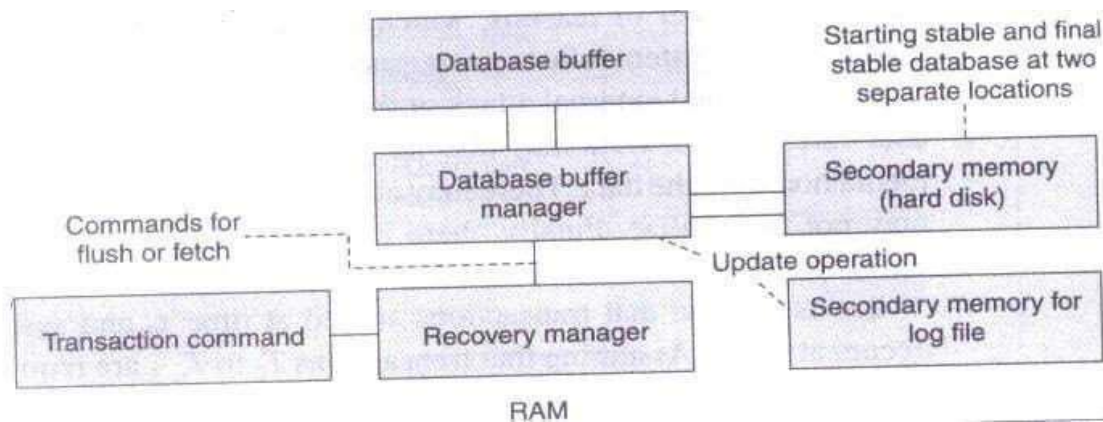 Database buffer
Starting stable and final
stable database at two
separate locations
Database buffer
manager
Secondary memory
(hard disk)
Commands for
flush or fetch
Update operation
Transaction command
Recovery manager
Secondary memory for
log file
RAM